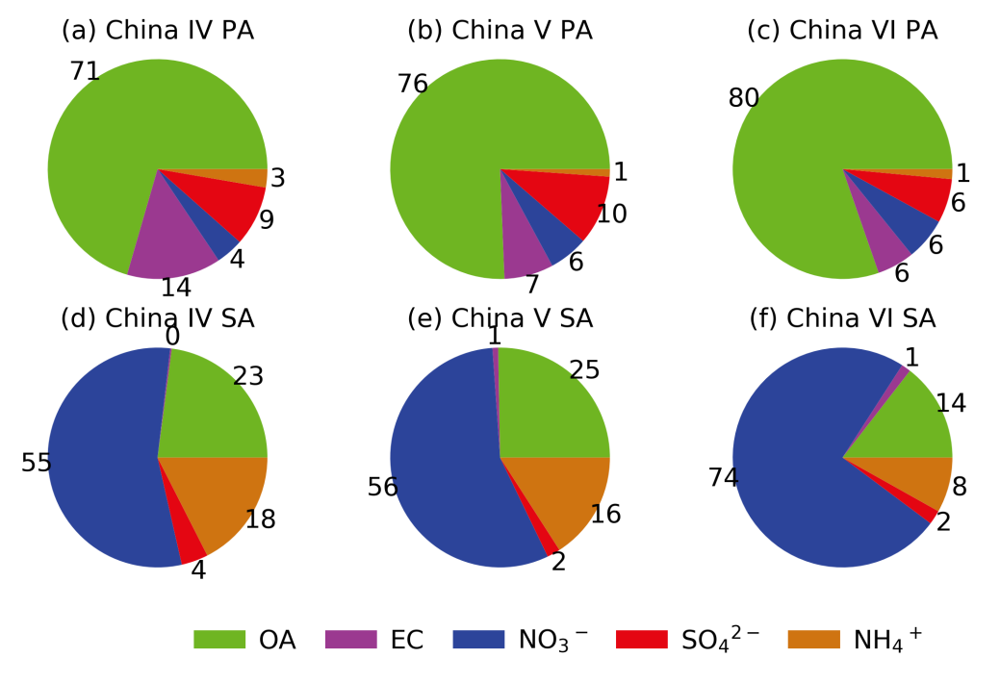 (a) China IV PA (b) China V PA (c) China VI PA
71 76 80
3 1 1
9 10 6
4 6 6
14 7 6
(d) China IV SA (e) China V SA (f) China VI SA
0 1 1
23 25 14
55 56 74
18 16 8
4 2 2
OA EC NO₃⁻ SO₄²⁻ NH₄⁺